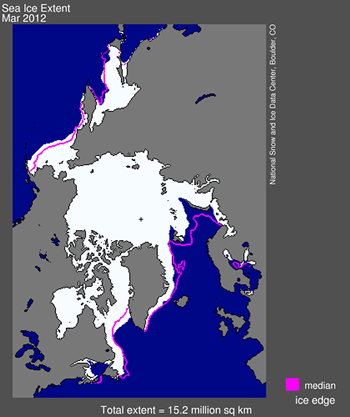 Sea Ice Extent
Mar 2012
National Snow and Ice Data Center, Boulder, CO
median
ice edge
Total extent = 15.2 million sq km